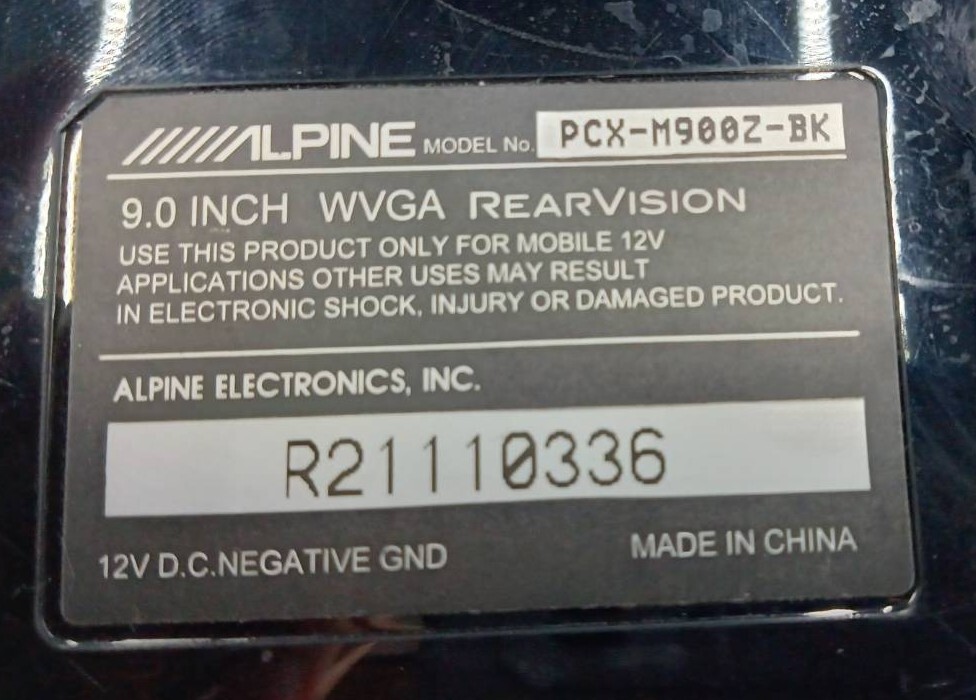 ALPINE MODEL No. PCX-M900Z-BK
9.0 INCH WVGA REARVISION
USE THIS PRODUCT ONLY FOR MOBILE 12V
APPLICATIONS OTHER USES MAY RESULT
IN ELECTRONIC SHOCK, INJURY OR DAMAGED PRODUCT.
ALPINE ELECTRONICS, INC.
R21110336
12V D.C.NEGATIVE GND MADE IN CHINA